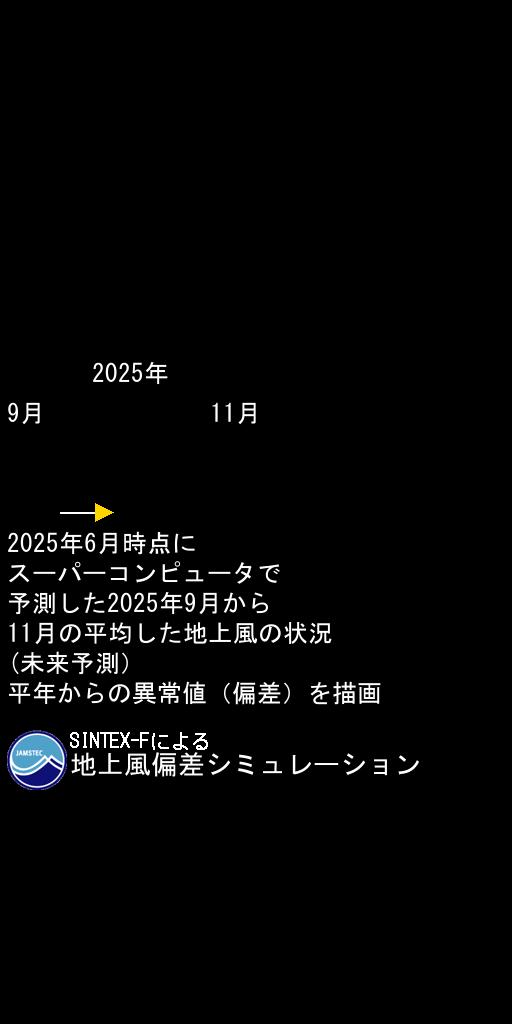 2025年
9月 11月
2025年6月時点に
スーパーコンピュータで
予測した2025年9月から
11月の平均した地上風の状況
(未来予測)
平年からの異常値（偏差）を描画
JAMSTEC
SINTEX-Fによる
地上風偏差シミュレーション